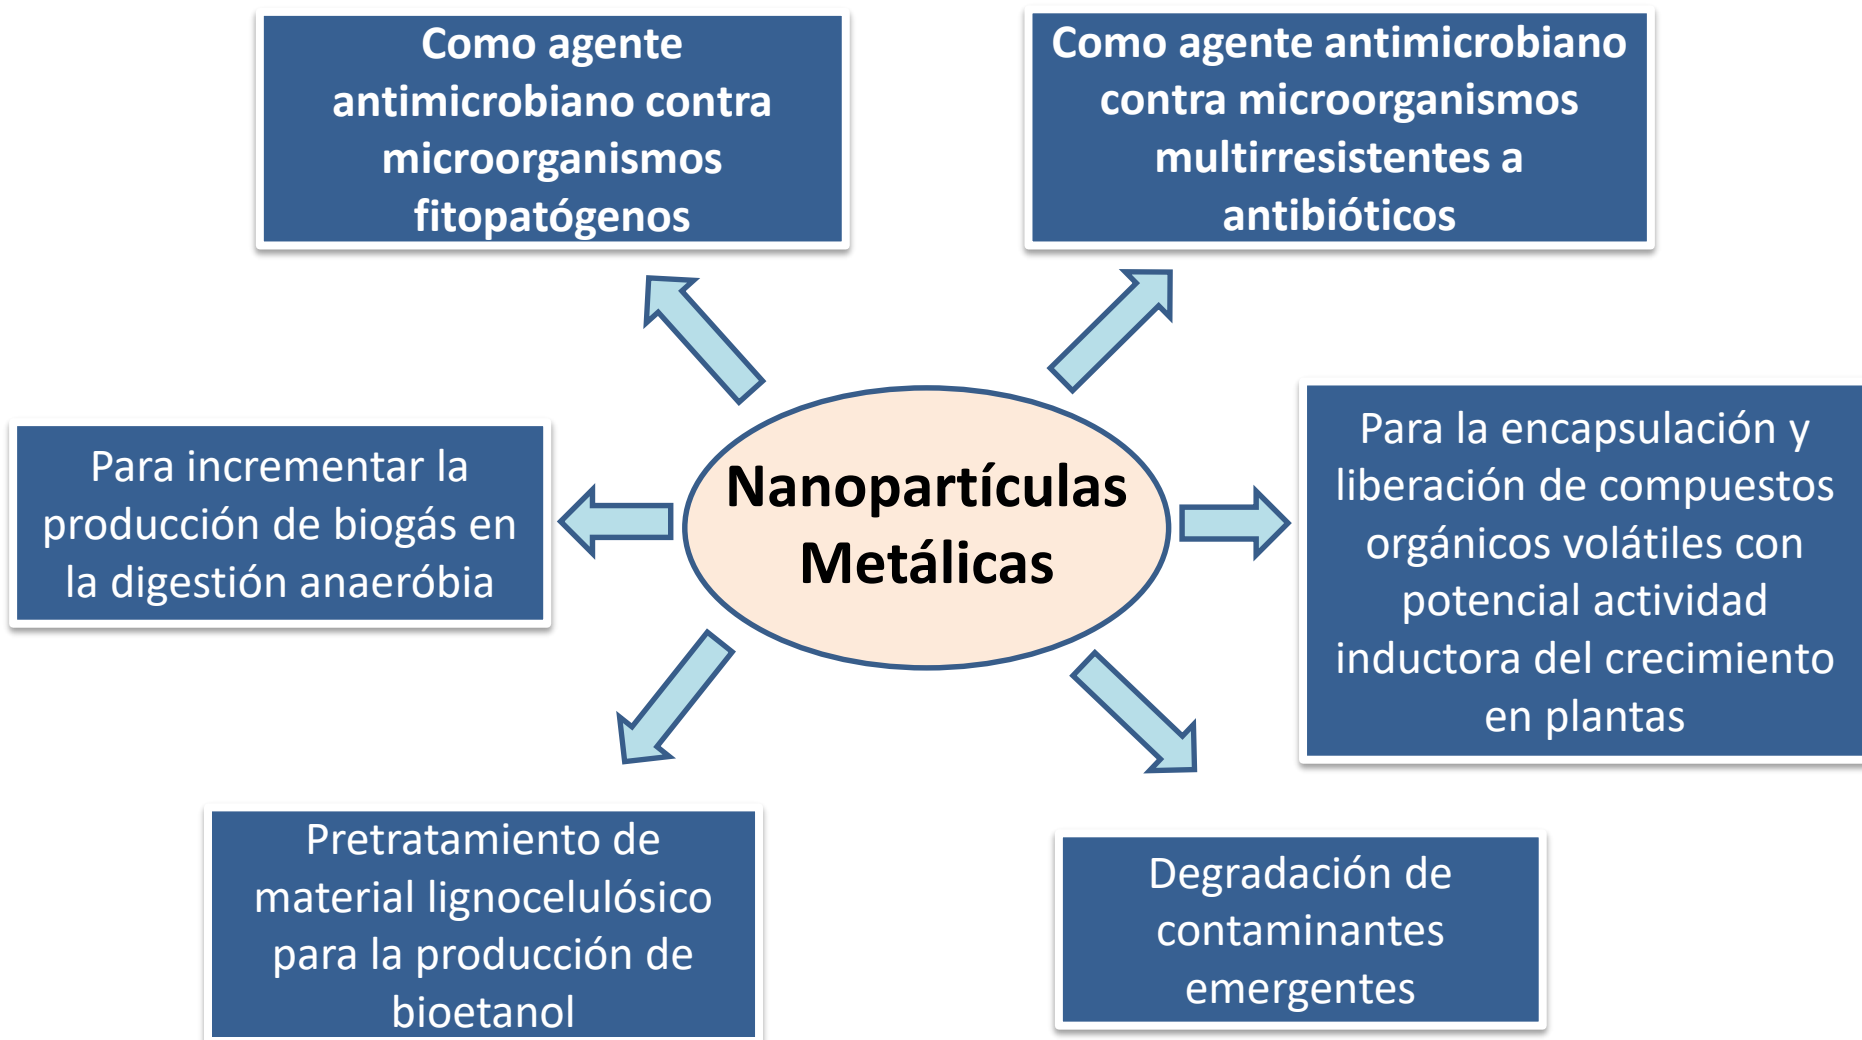 Como agente
antimicrobiano contra
microorganismos
fitopatógenos
Como agente antimicrobiano
contra microorganismos
multirresistentes a
antibióticos
Para incrementar la
producción de biogás en
la digestión anaeróbia
Nanopartículas
Metálicas
Para la encapsulación y
liberación de compuestos
orgánicos volátiles con
potencial actividad
inductora del crecimiento
en plantas
Pretratamiento de
material lignocelulósico
para la producción de
bioetanol
Degradación de
contaminantes
emergentes